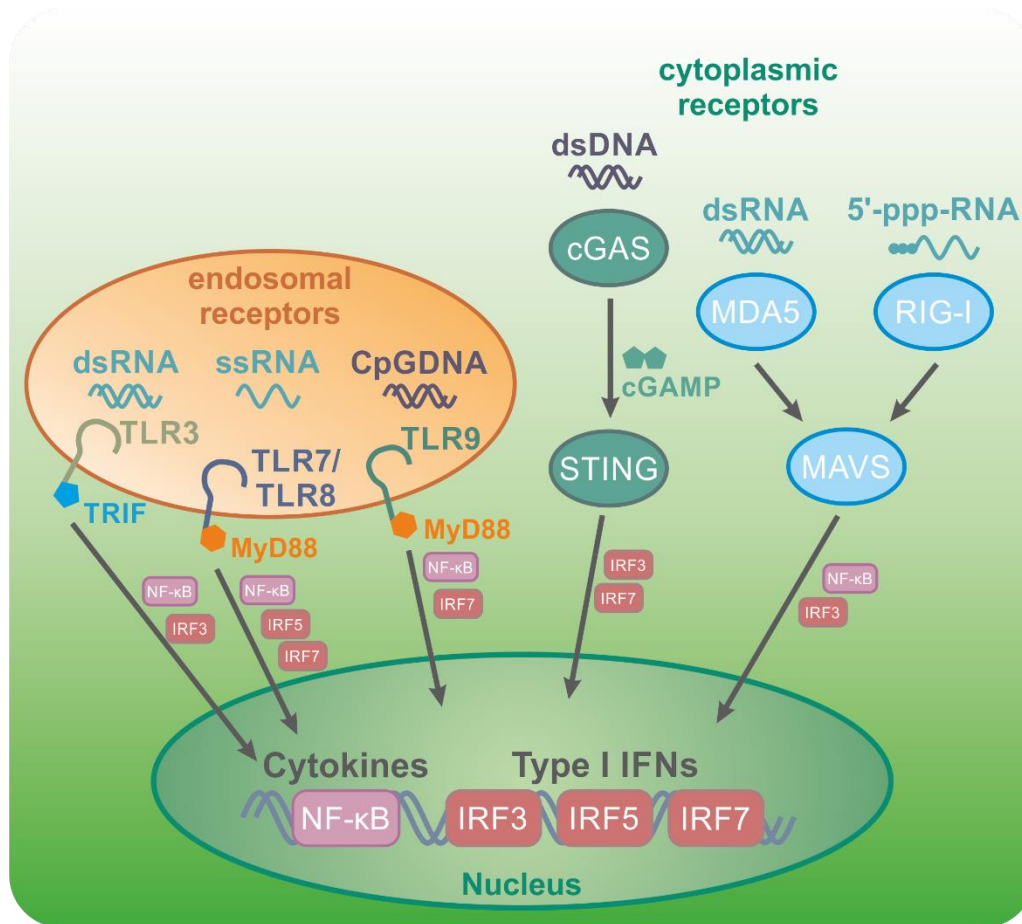 cytoplasmic
receptors
dsDNA
cGAS
dsRNA
5'-ppp-RNA
MDA5
RIG-I
cGAMP
STING
MAVS
endosomal
receptors
dsRNA
ssRNA
CpGDNA
TLR3
TLR7/
TLR8
TLR9
TRIF
MyD88
MyD88
NF-κB
IRF3
NF-κB
IRF5
IRF7
NF-κB
IRF7
IRF3
IRF7
NF-κB
IRF3
Cytokines
Type I IFNs
NF-κB
IRF3
IRF5
IRF7
Nucleus